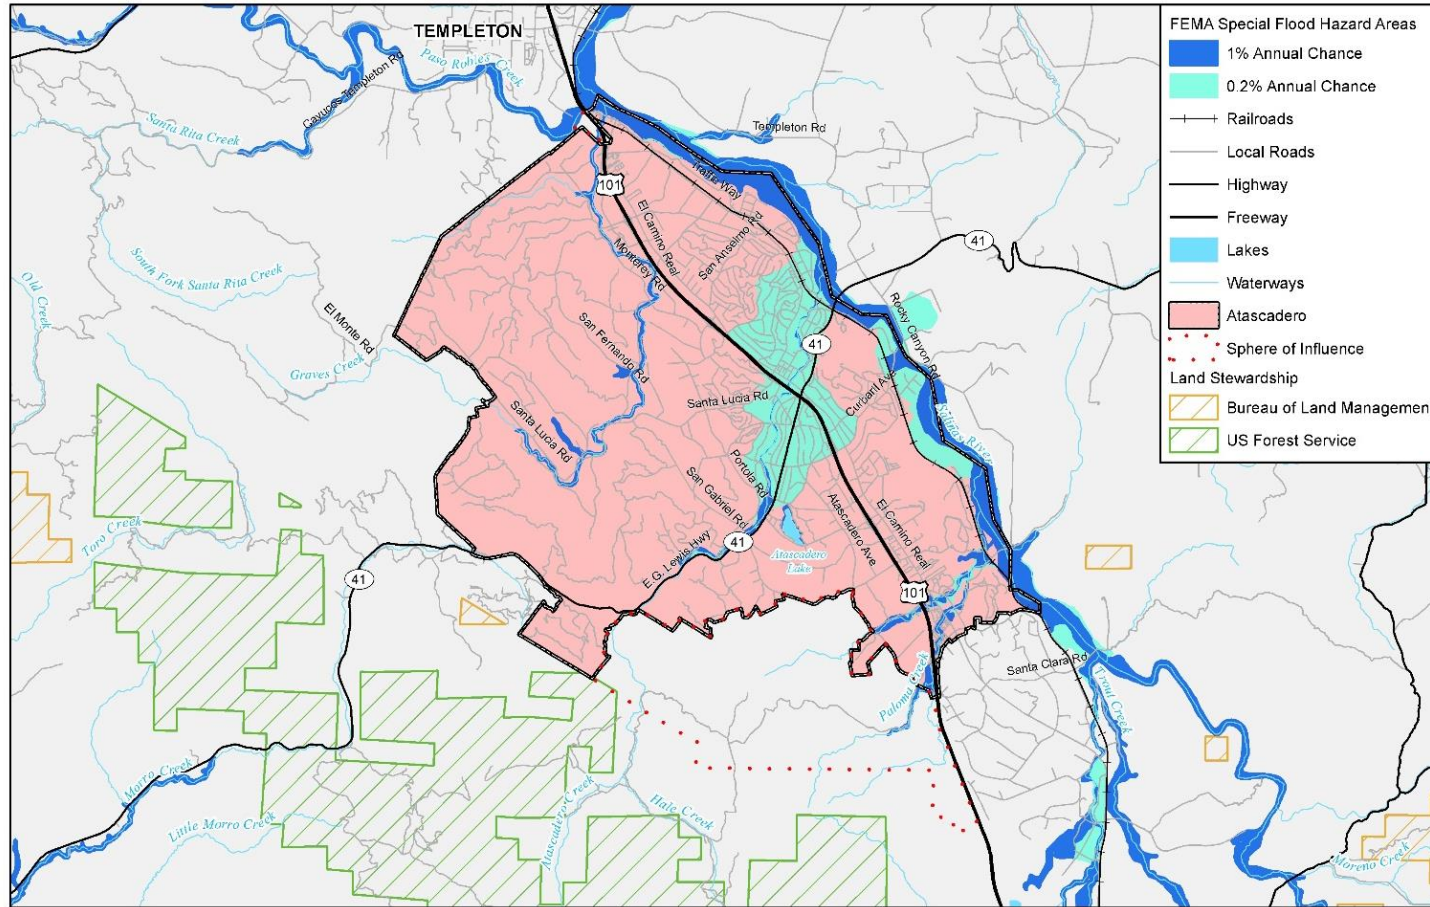 TEMPLETON
Paso Robles Creek
Cayucos Templeton Rd
Santa Rita Creek
Templeton Rd
Traffic Way
101
El Camino Real
San Anselmo Rd
Monterey Rd
41
Old Creek
South Fork Santa Rita Creek
El Monte Rd
Graves Creek
San Fernando Rd
Rocky Canyon Rd
41
Santa Lucia Rd
Curbaril Ave
Santa Lucia Rd
Salinas River
Portola Rd
San Gabriel Rd
Atascadero Ave
El Camino Real
Toro Creek
41
E.G. Lewis Hwy
41
Atascadero
Lake
101
Santa Clara Rd
Paloma Creek
Trout Creek
Morro Creek
Little Morro Creek
Atascadero Creek
Hale Creek
Moreno Creek
FEMA Special Flood Hazard Areas
1% Annual Chance
0.2% Annual Chance
Railroads
Local Roads
Highway
Freeway
Lakes
Waterways
Atascadero
Sphere of Influence
Land Stewardship
Bureau of Land Managemen
US Forest Service